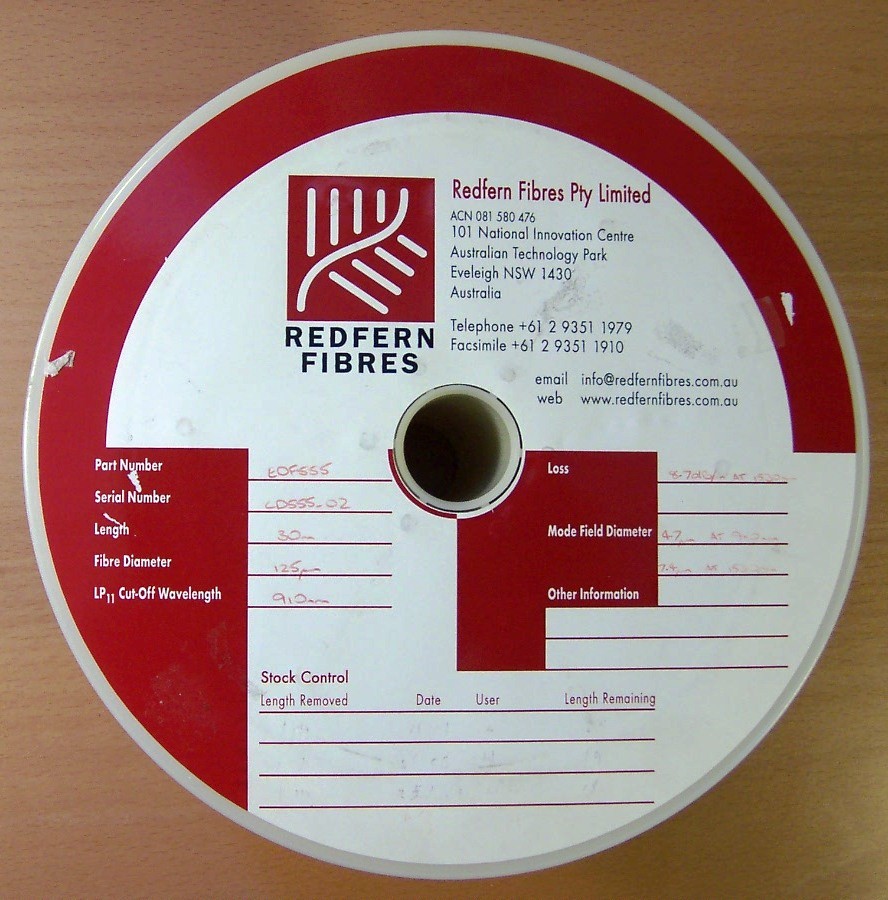 REDFERN
FIBRES
Redfern Fibres Pty Limited
ACN 081 580 476
101 National Innovation Centre
Australian Technology Park
Eveleigh NSW 1430
Australia
Telephone +61 2 9351 1979
Facsimile +61 2 9351 1910
email info@redfernfibres.com.au
web www.redfernfibres.com.au
Part Number EDF555
Serial Number LD555-02
Length 30m
Fibre Diameter 125μm
LP11 Cut-Off Wavelength 910nm
Loss
Mode Field Diameter
Other Information
Stock Control
Length Removed Date User Length Remaining